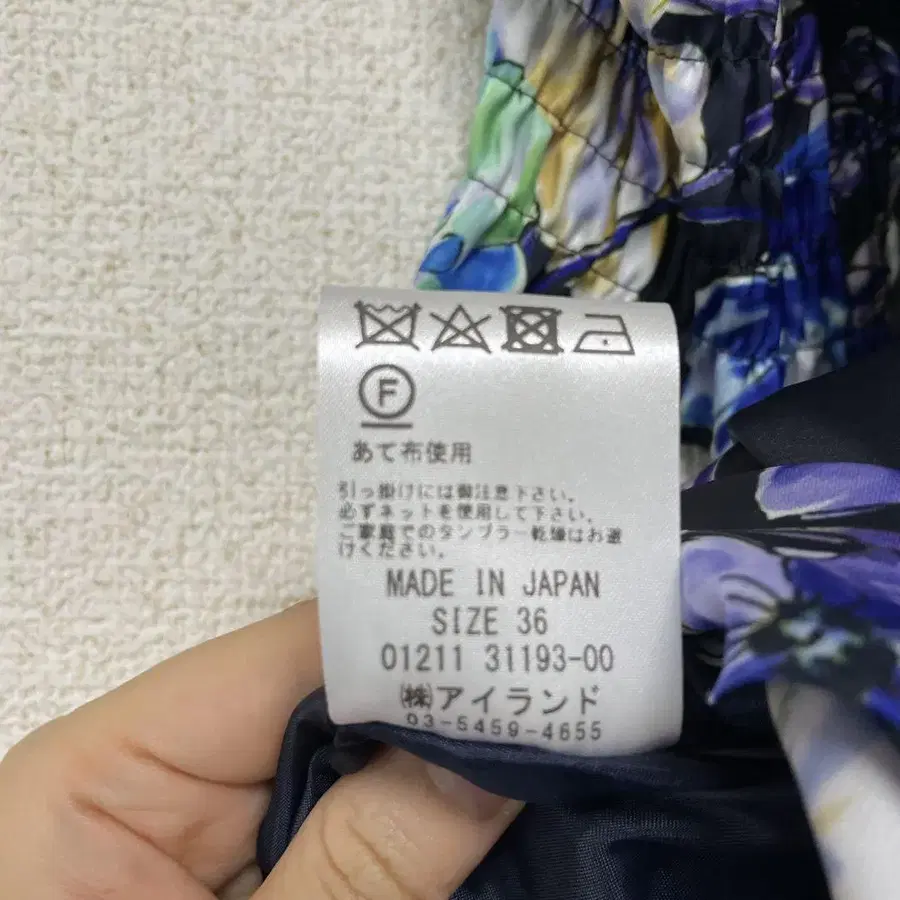 F
あて布使用
引っ掛けには御注意下さい。
必ずネットを使用して下さい。
ご家庭でのタンブラー乾燥はお避
けください。
MADE IN JAPAN
SIZE 36
01211 31193-00
㈱アイランド
03-5459-4655